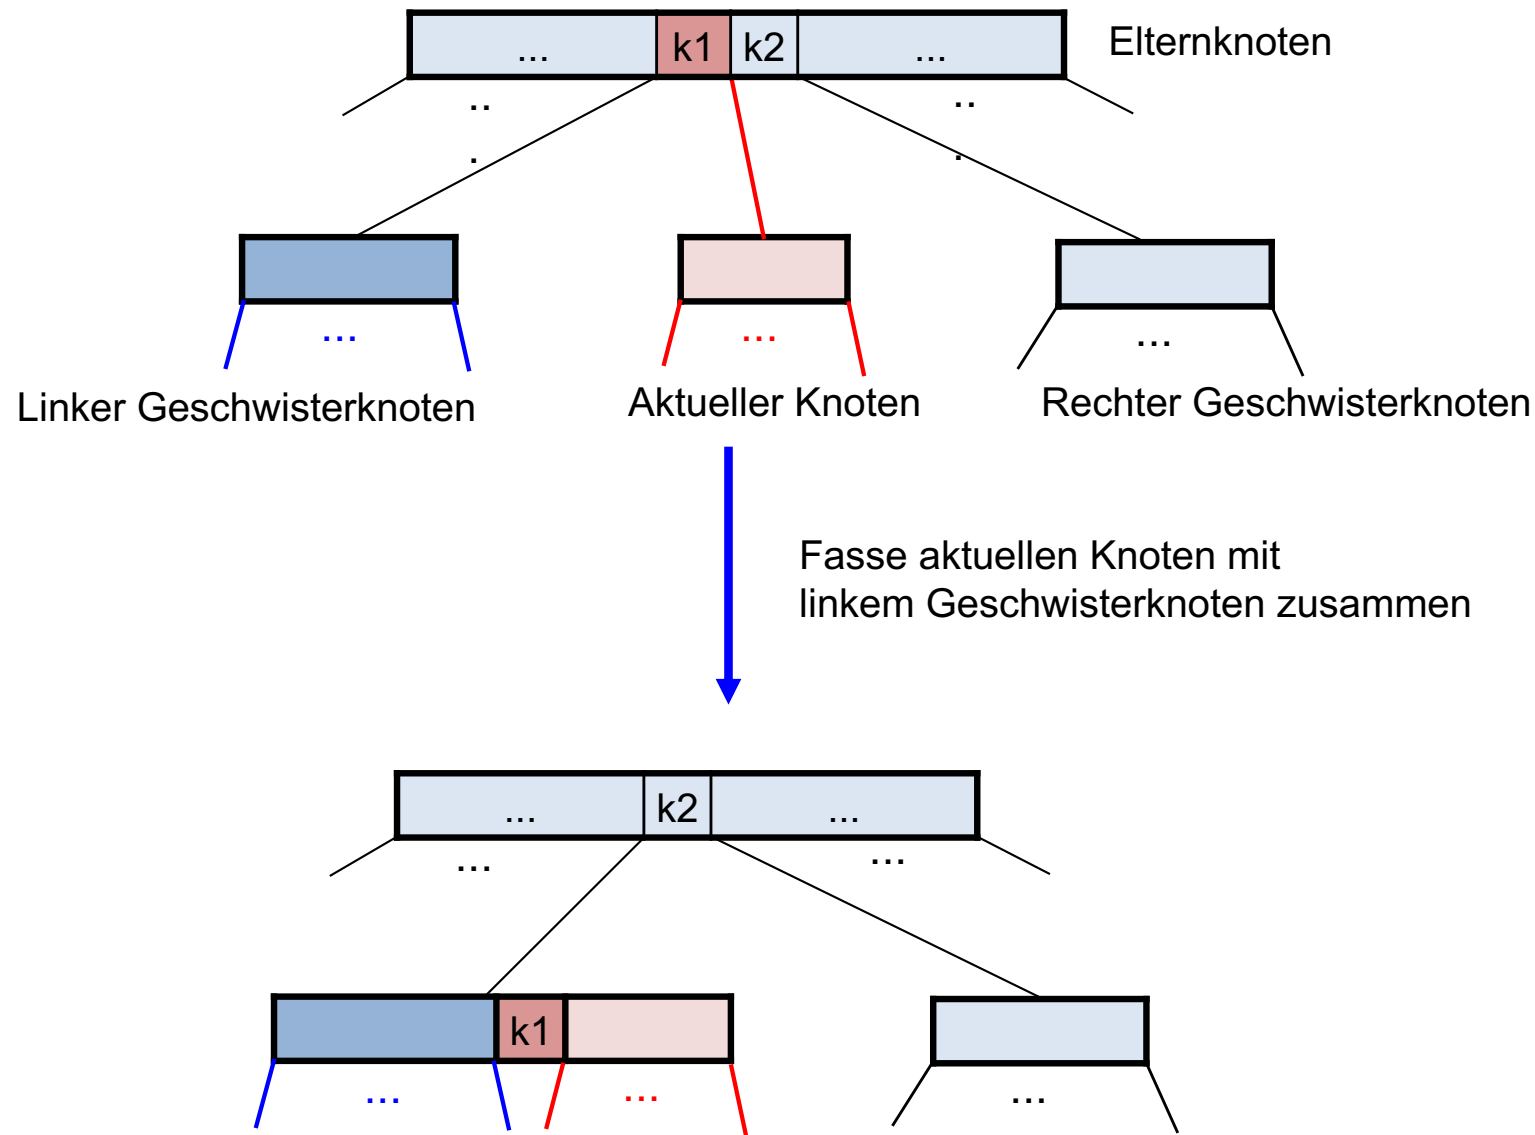 ... k1 k2 ... Elternknoten
.. ..
. .
... ... ...
Linker Geschwisterknoten Aktueller Knoten Rechter Geschwisterknoten
Fasse aktuellen Knoten mit
linkem Geschwisterknoten zusammen
... k2 ...
... ...
k1
... ... ...